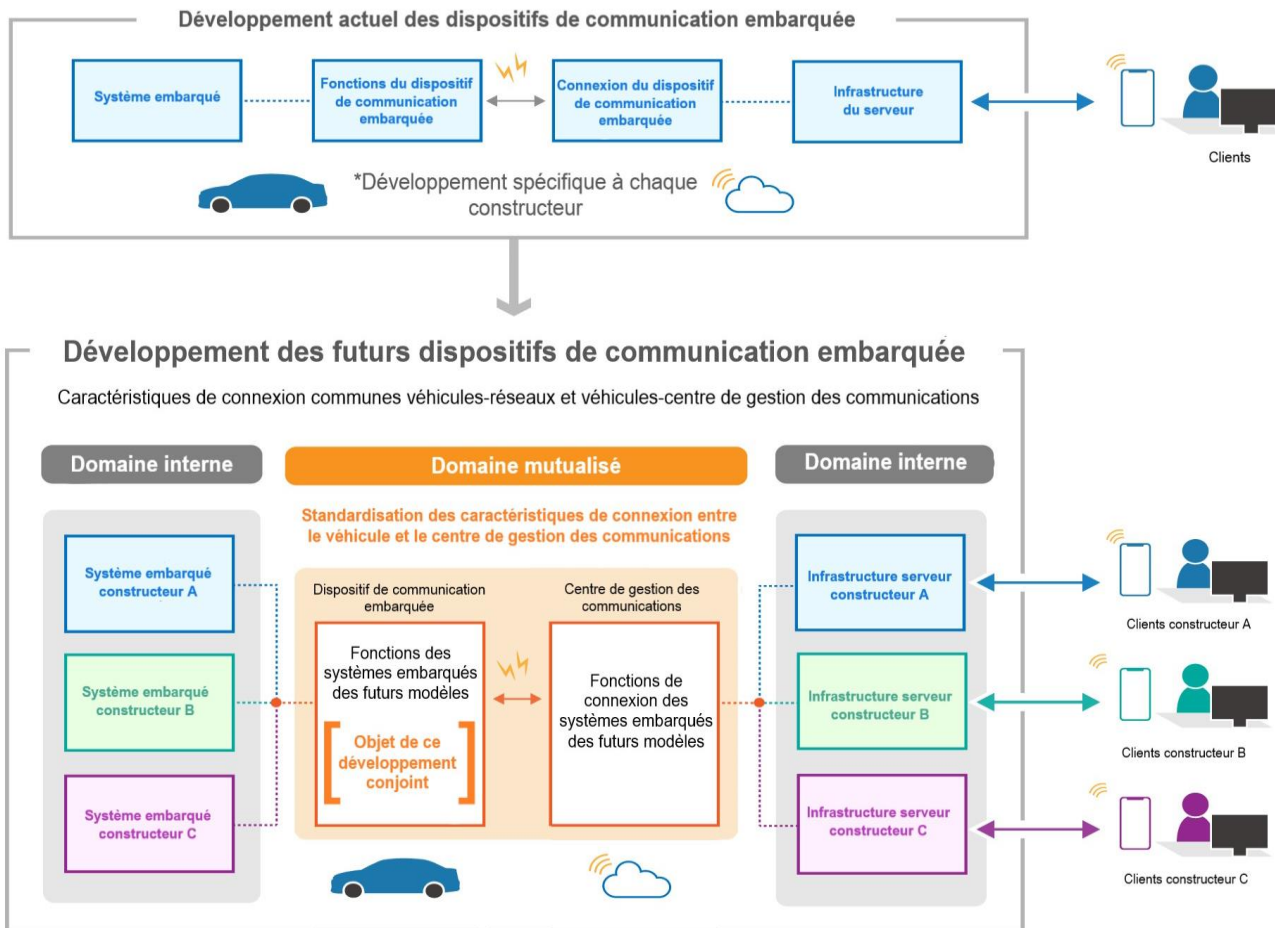 Développement actuel des dispositifs de communication embarquée
Système embarqué
Fonctions du dispositif
de communication
embarquée
Connexion du dispositif
de communication
embarquée
Infrastructure
du serveur
Clients
*Développement spécifique à chaque
constructeur
Développement des futurs dispositifs de communication embarquée
Caractéristiques de connexion communes véhicules-réseaux et véhicules-centre de gestion des communications
Domaine interne
Domaine mutualisé
Domaine interne
Standardisation des caractéristiques de connexion entre
le véhicule et le centre de gestion des communications
Système embarqué
constructeur A
Système embarqué
constructeur B
Système embarqué
constructeur C
Dispositif de communication
embarquée
Fonctions des
systèmes embarqués
des futurs modèles
Objet de ce
développement
conjoint
Centre de gestion des
communications
Fonctions de
connexion des
systèmes embarqués
des futurs modèles
Infrastructure serveur
constructeur A
Infrastructure serveur
constructeur B
Infrastructure serveur
constructeur C
Clients constructeur A
Clients constructeur B
Clients constructeur C